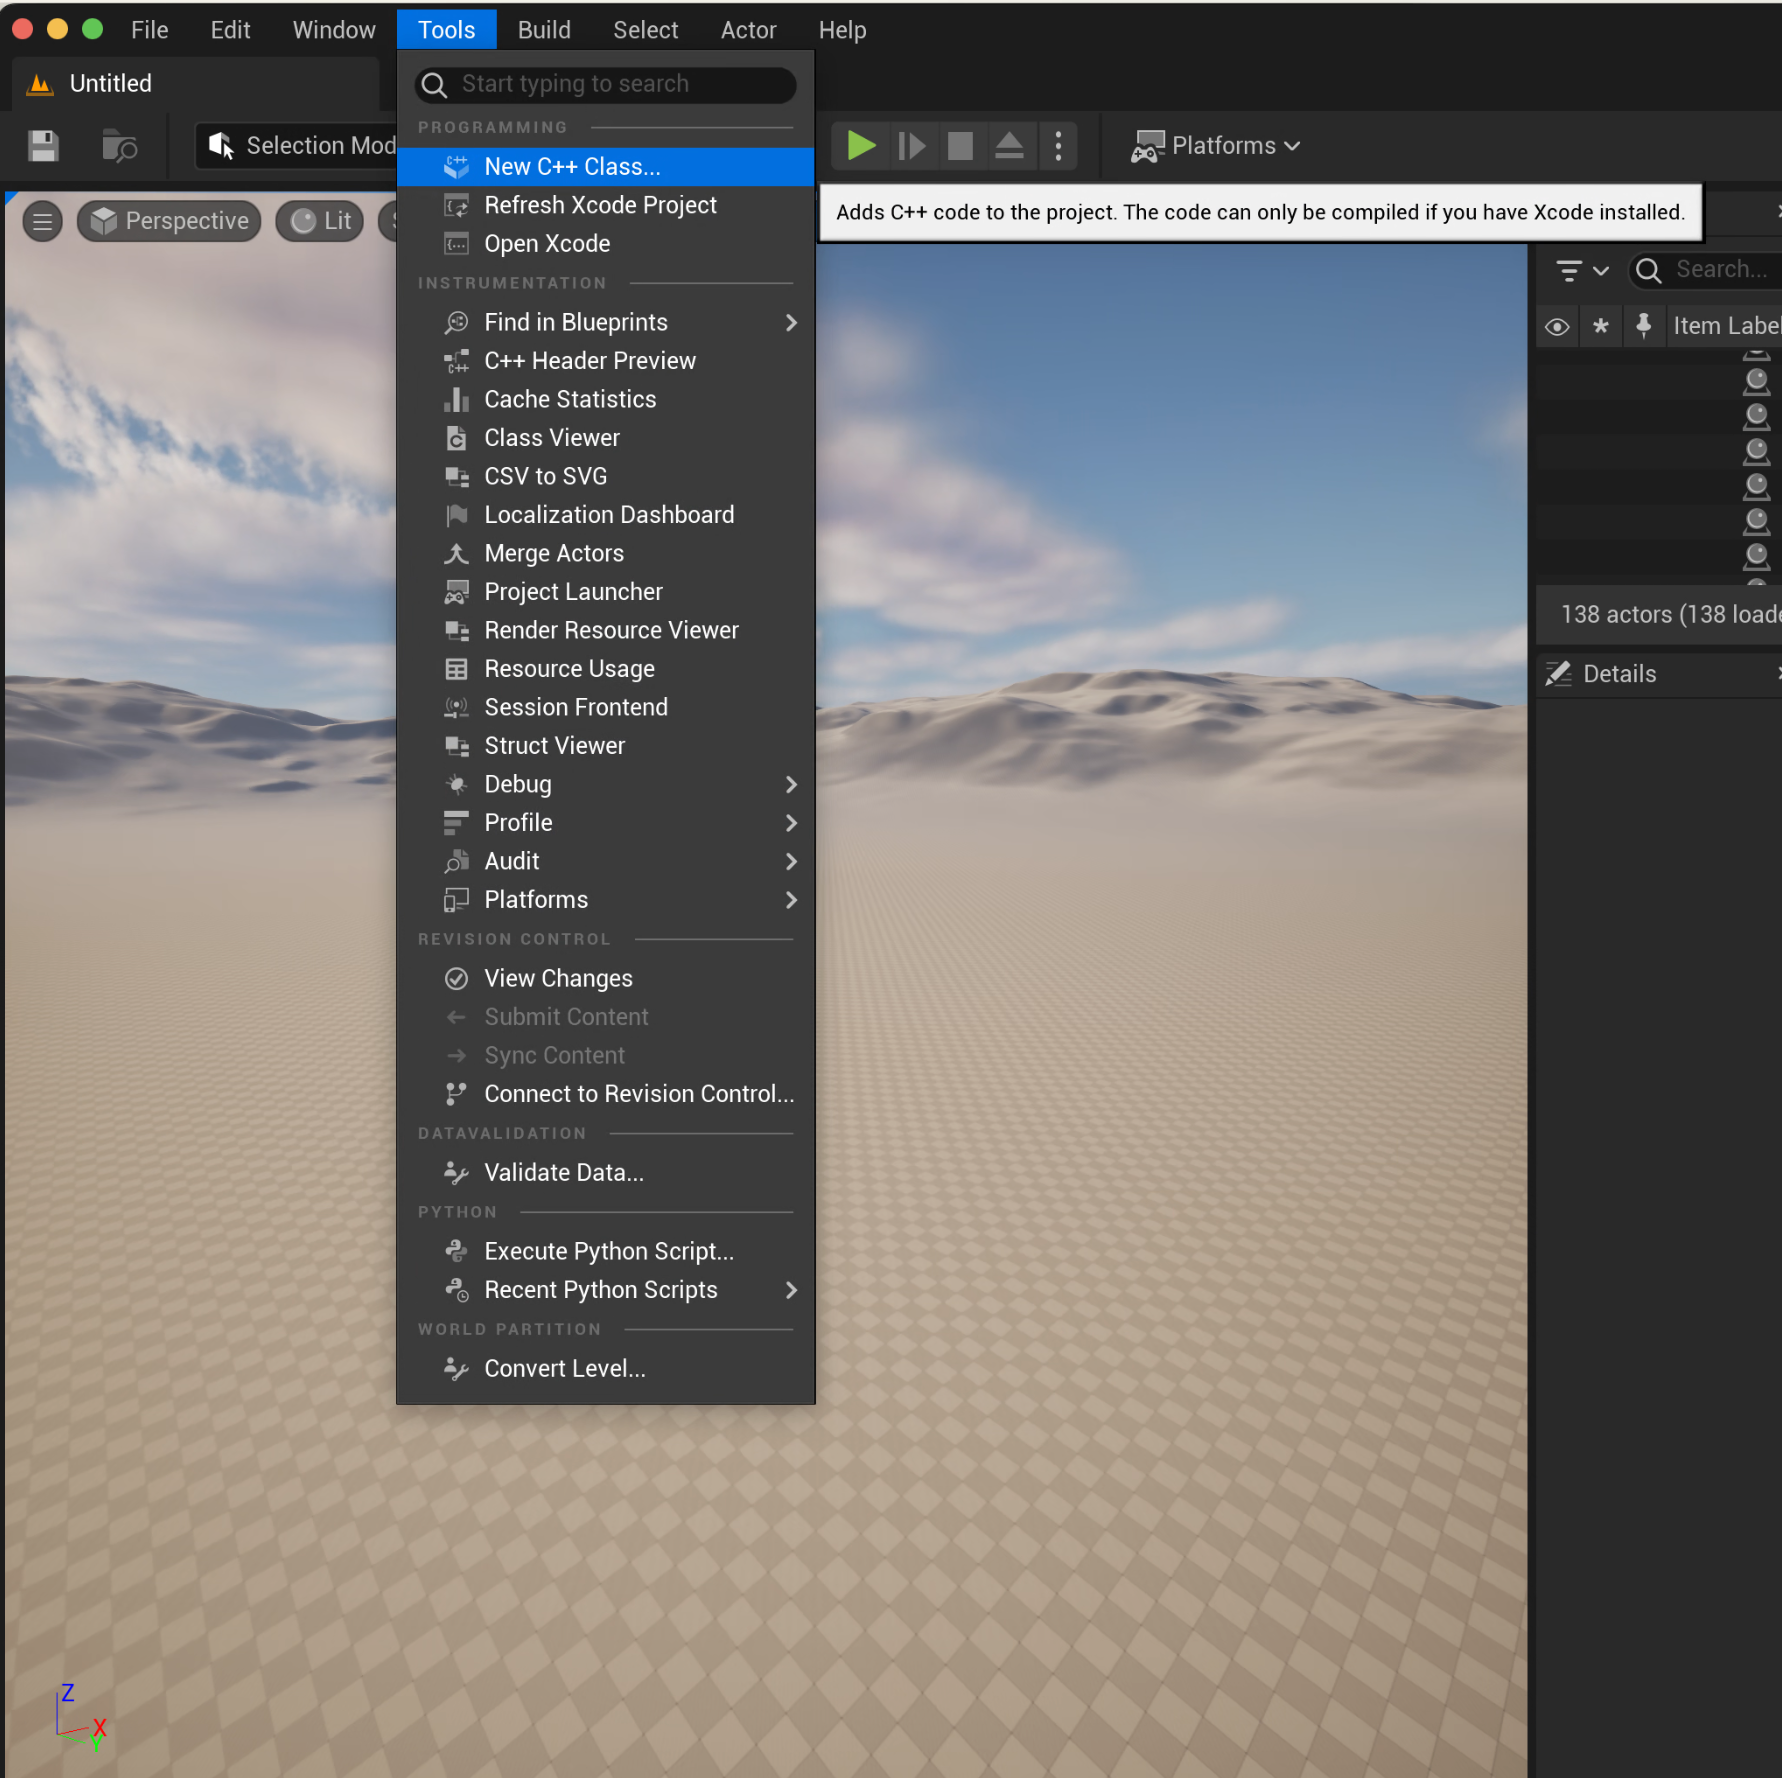 File Edit Window Tools Build Select Actor Help
Untitled
Start typing to search
Selection Mod
Platforms
PROGRAMMING
New C++ Class...
Refresh Xcode Project
Open Xcode
Adds C++ code to the project. The code can only be compiled if you have Xcode installed.
Perspective Lit
INSTRUMENTATION
Find in Blueprints
C++ Header Preview
Cache Statistics
Class Viewer
CSV to SVG
Localization Dashboard
Merge Actors
Project Launcher
Render Resource Viewer
Resource Usage
Session Frontend
Struct Viewer
Debug
Profile
Audit
Platforms
REVISION CONTROL
View Changes
Submit Content
Sync Content
Connect to Revision Control...
DATAVALIDATION
Validate Data...
PYTHON
Execute Python Script...
Recent Python Scripts
WORLD PARTITION
Convert Level...
Search...
Item Label
138 actors (138 loade
Details
Z
X
Y